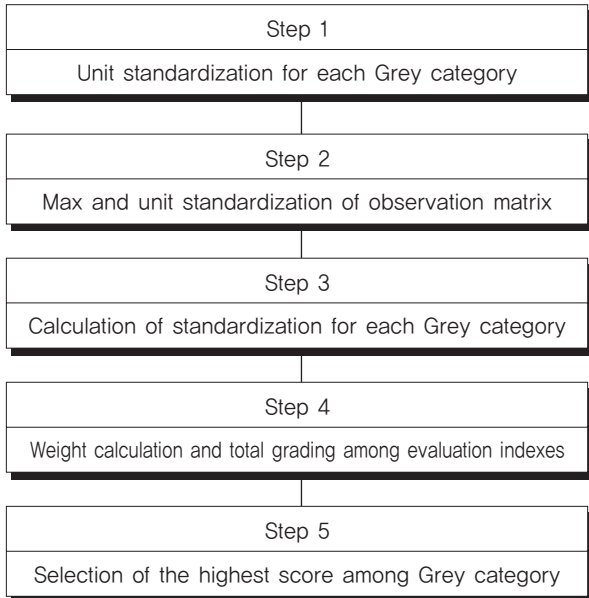 Step 1
Unit standardization for each Grey category
Step 2
Max and unit standardization of observation matrix
Step 3
Calculation of standardization for each Grey category
Step 4
Weight calculation and total grading among evaluation indexes
Step 5
Selection of the highest score among Grey category